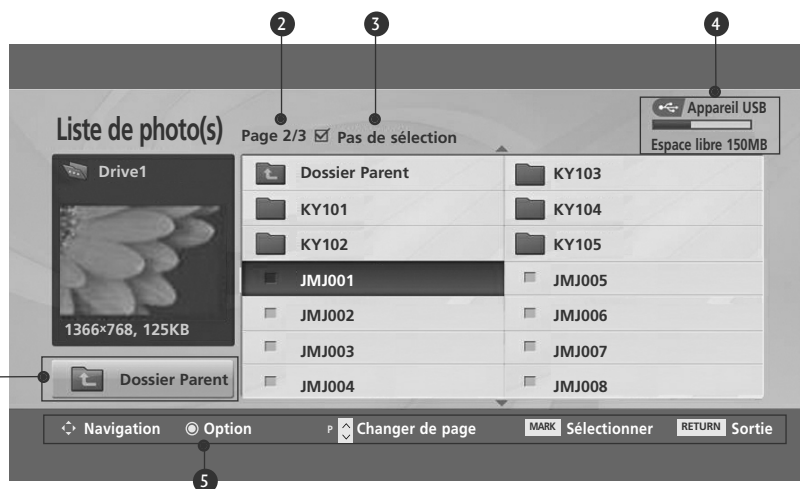 2 3 4
Appareil USB
Espace libre 150MB
Liste de photo(s) Page 2/3 Pas de sélection
Drive1
1366×768, 125KB
Dossier Parent
Dossier Parent KY103
KY101 KY104
KY102 KY105
JMJ001 JMJ005
JMJ002 JMJ006
JMJ003 JMJ007
JMJ004 JMJ008
Navigation Option P Changer de page MARK Sélectionner RETURN Sortie
5